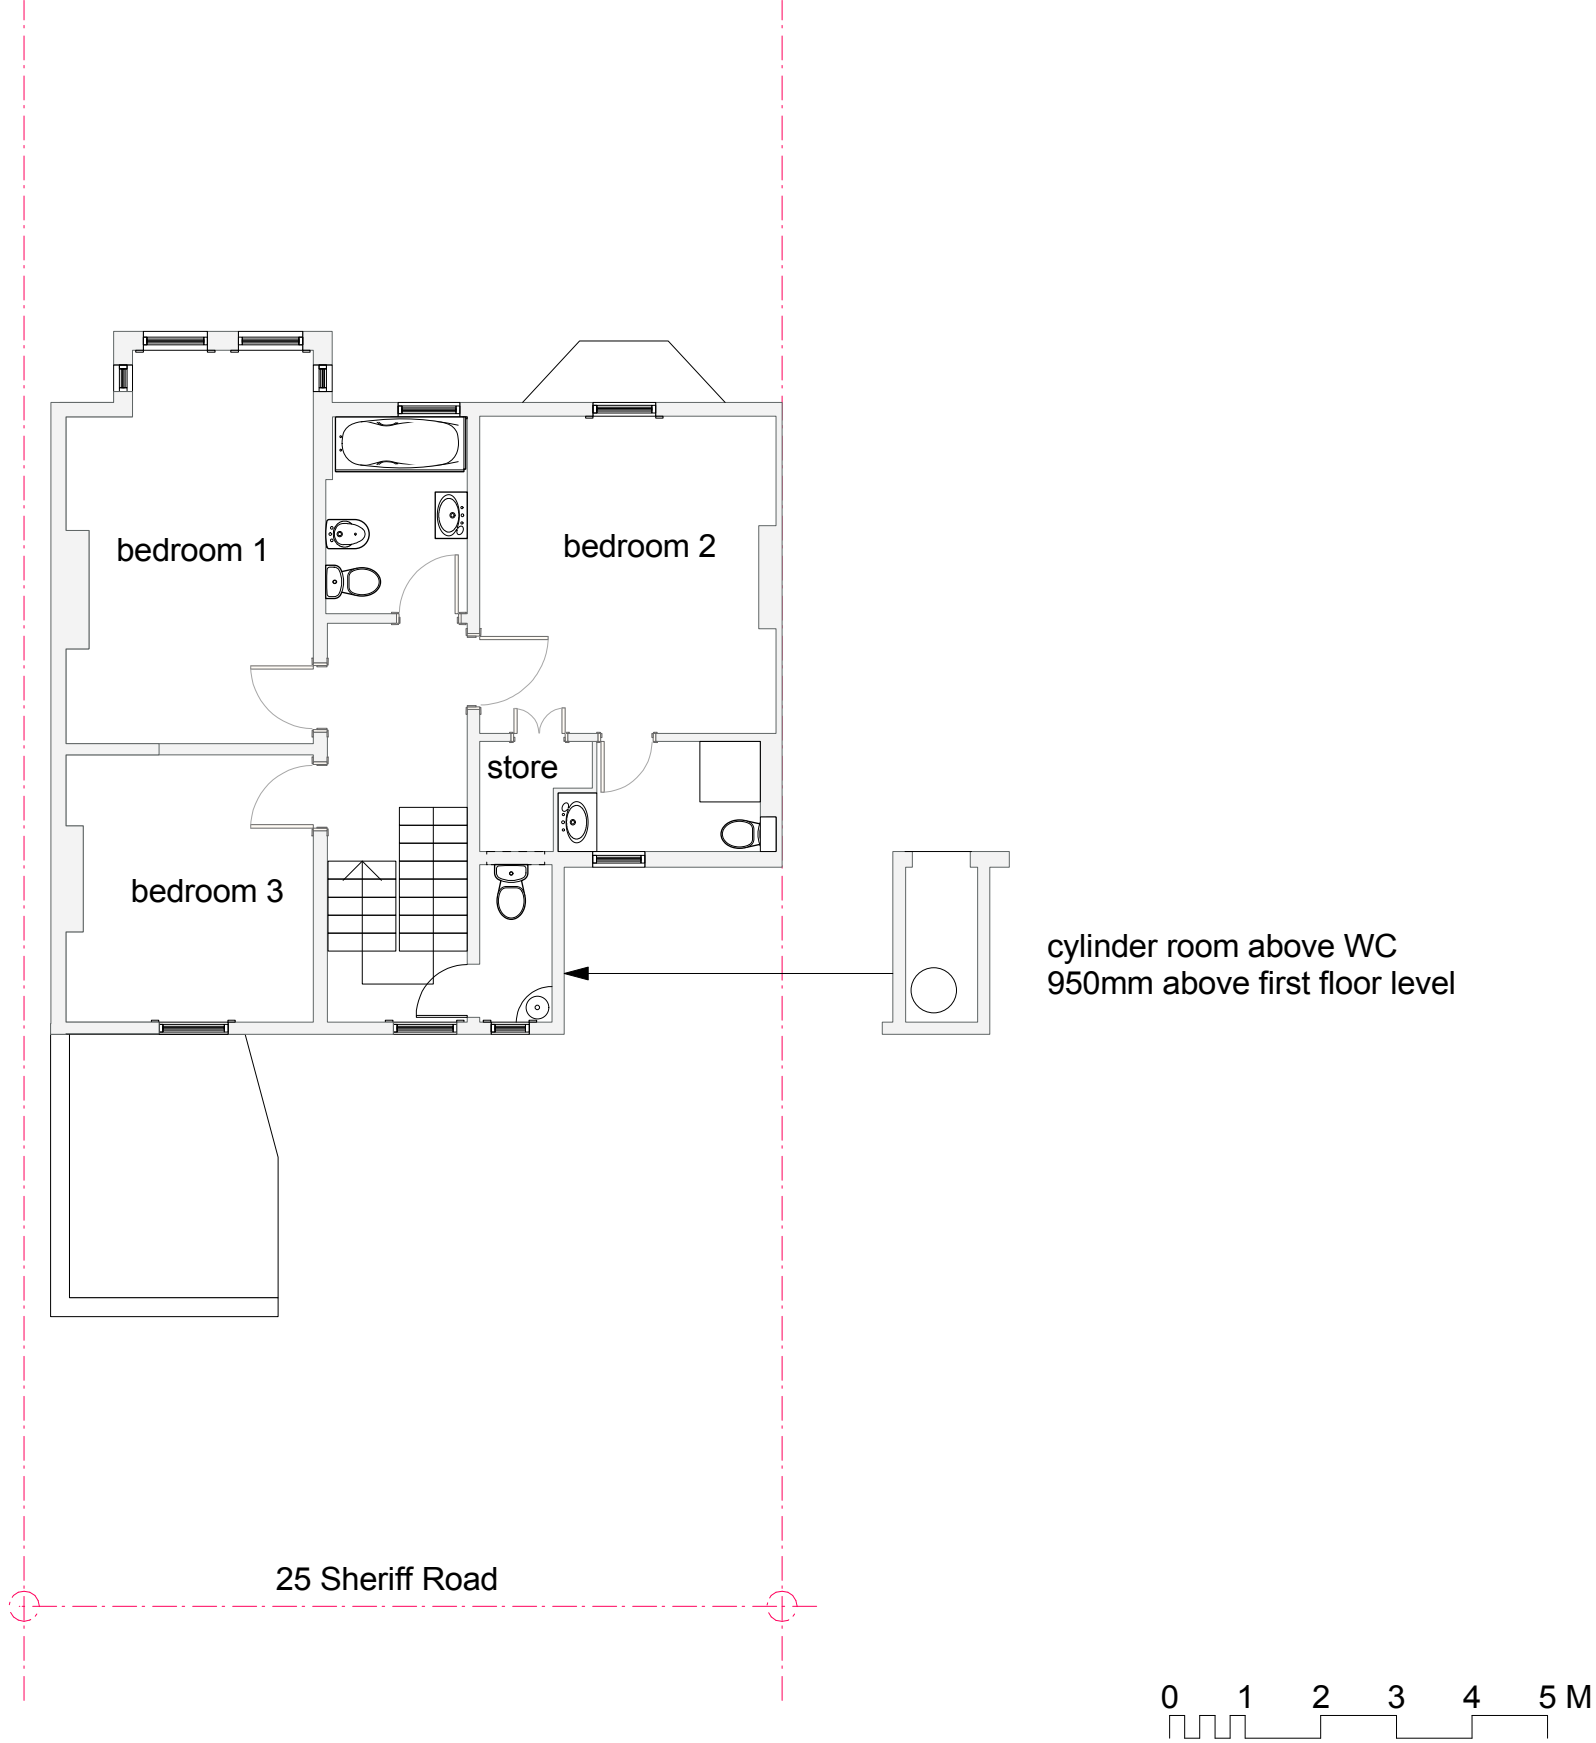 bedroom 1
bedroom 2
store
bedroom 3
cylinder room above WC
950mm above first floor level
25 Sheriff Road
0 1 2 3 4 5 M